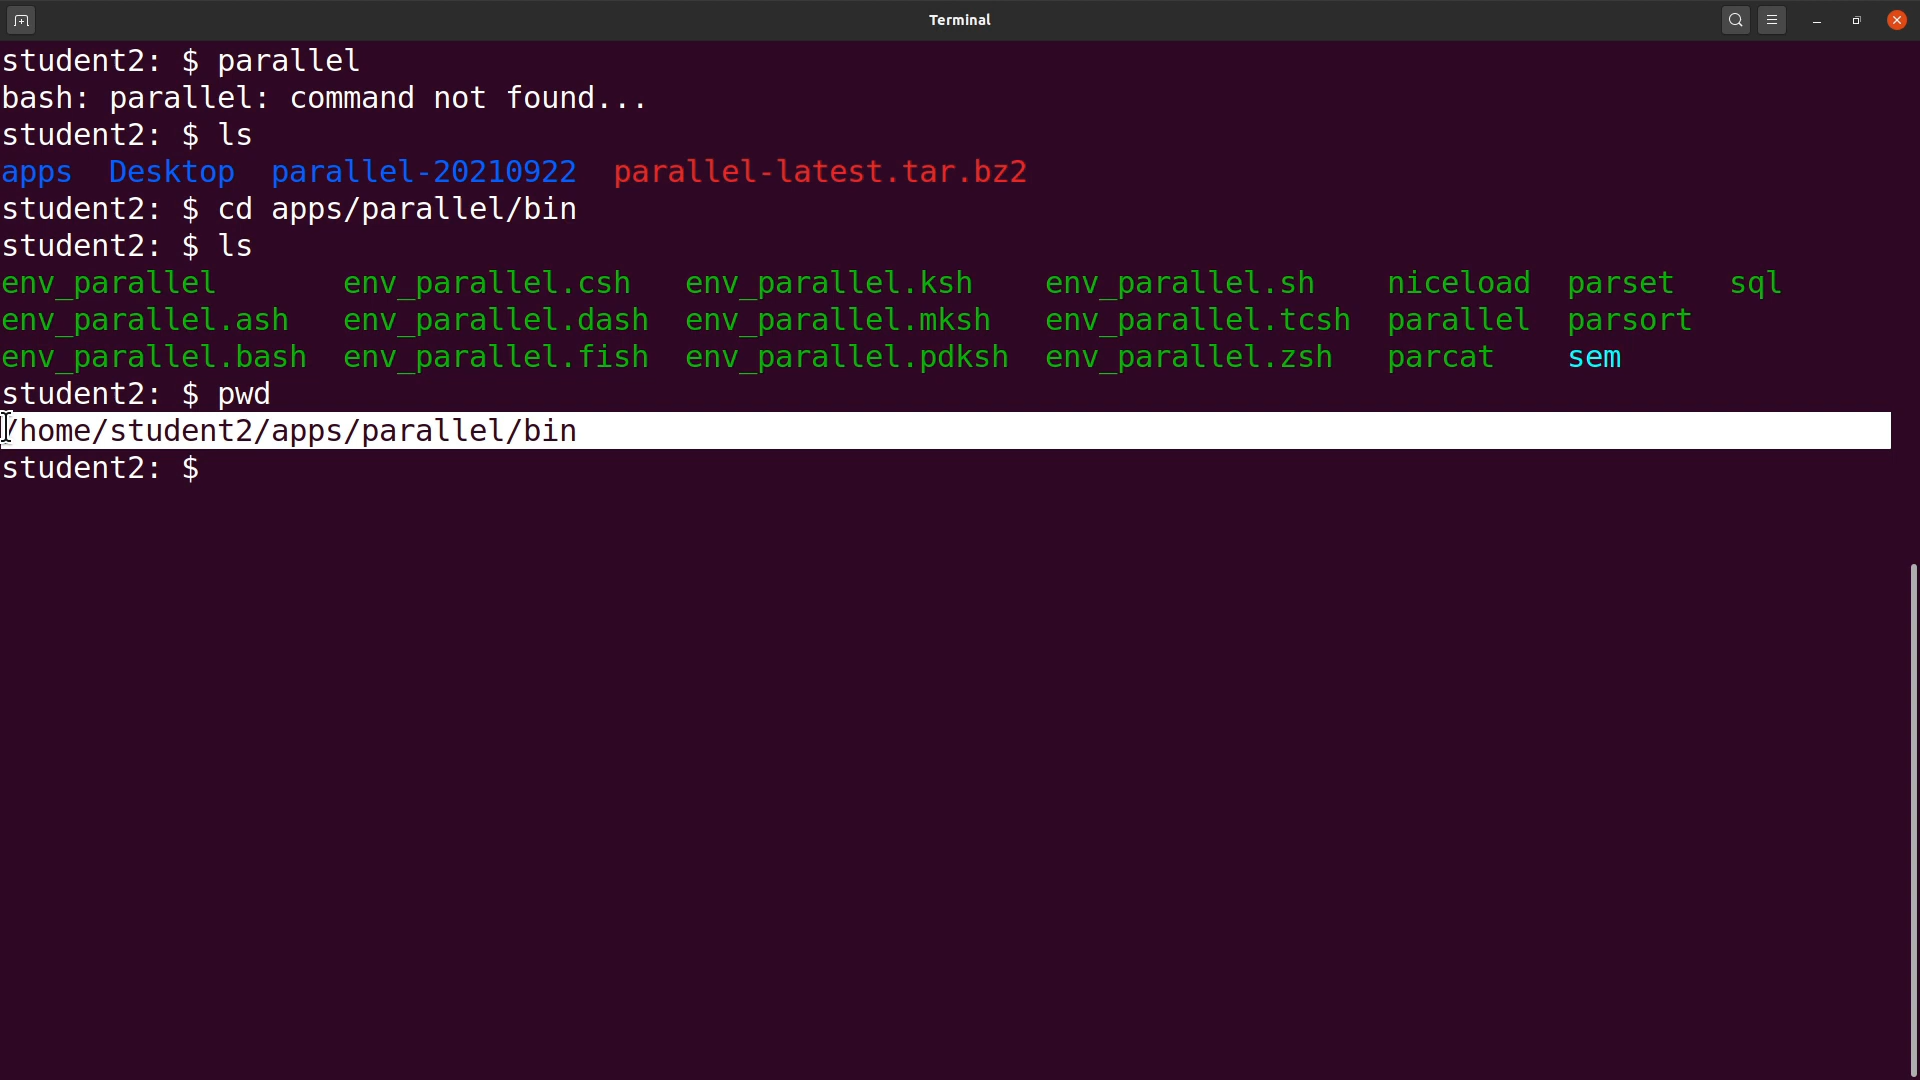 Terminal
student2: $ parallel
bash: parallel: command not found...
student2: $ ls
apps  Desktop  parallel-20210922  parallel-latest.tar.bz2
student2: $ cd apps/parallel/bin
student2: $ ls
env_parallel       env_parallel.csh   env_parallel.ksh    env_parallel.sh    niceload  parset   sql
env_parallel.ash   env_parallel.dash  env_parallel.mksh   env_parallel.tcsh  parallel  parsort
env_parallel.bash  env_parallel.fish  env_parallel.pdksh  env_parallel.zsh   parcat    sem
student2: $ pwd
/home/student2/apps/parallel/bin
student2: $